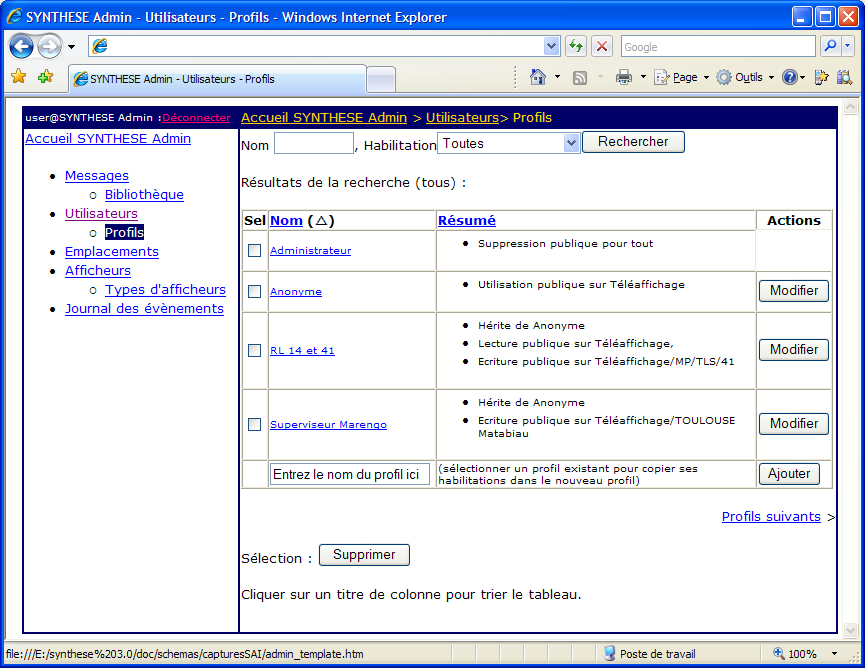 SYNTHESE Admin - Utilisateurs - Profils - Windows Internet Explorer
Google
SYNTHESE Admin - Utilisateurs - Profils
Page
Outils
user@SYNTHESE Admin :Déconnecter
Accueil SYNTHESE Admin > Utilisateurs> Profils
Accueil SYNTHESE Admin
Messages
Bibliothèque
Utilisateurs
Profils
Emplacements
Afficheurs
Types d'afficheurs
Journal des évènements
Nom , Habilitation Toutes Rechercher
Résultats de la recherche (tous) :
Sel Nom (△) Résumé Actions
Administrateur
Suppression publique pour tout
Anonyme
Utilisation publique sur Téléaffichage
Modifier
RL 14 et 41
Hérite de Anonyme
Lecture publique sur Téléaffichage,
Ecriture publique sur Téléaffichage/MP/TLS/41
Modifier
Superviseur Marengo
Hérite de Anonyme
Ecriture publique sur Téléaffichage/TOULOUSE
Matabiau
Modifier
Entrez le nom du profil ici
(sélectionner un profil existant pour copier ses
habilitations dans le nouveau profil)
Ajouter
Profils suivants >
Sélection : Supprimer
Cliquer sur un titre de colonne pour trier le tableau.
file:///E:/synthese%203.0/doc/schemas/capturesSAI/admin_template.htm
Poste de travail
100%